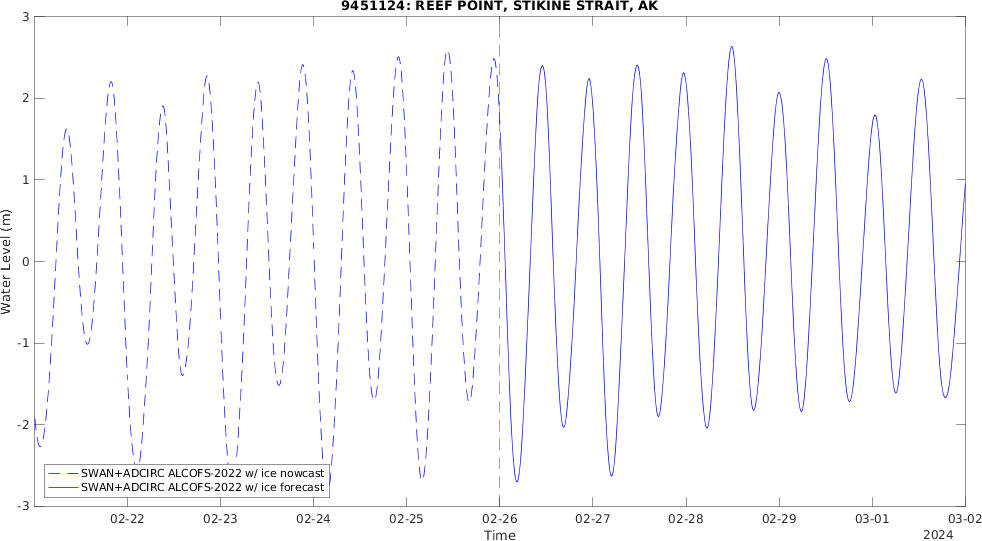 9451124: REEF POINT, STIKINE STRAIT, AK
3
2
1
0
-1
-2
-3
Water Level (m)
SWAN+ADCIRC ALCOFS-2022 w/ ice nowcast
SWAN+ADCIRC ALCOFS-2022 w/ ice forecast
02-22 02-23 02-24 02-25 02-26 02-27 02-28 02-29 03-01 03-02
Time
2024